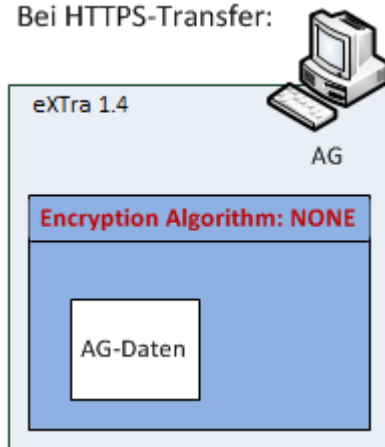 Bei HTTPS-Transfer:
eXTra 1.4
AG
Encryption Algorithm: NONE
AG-Daten